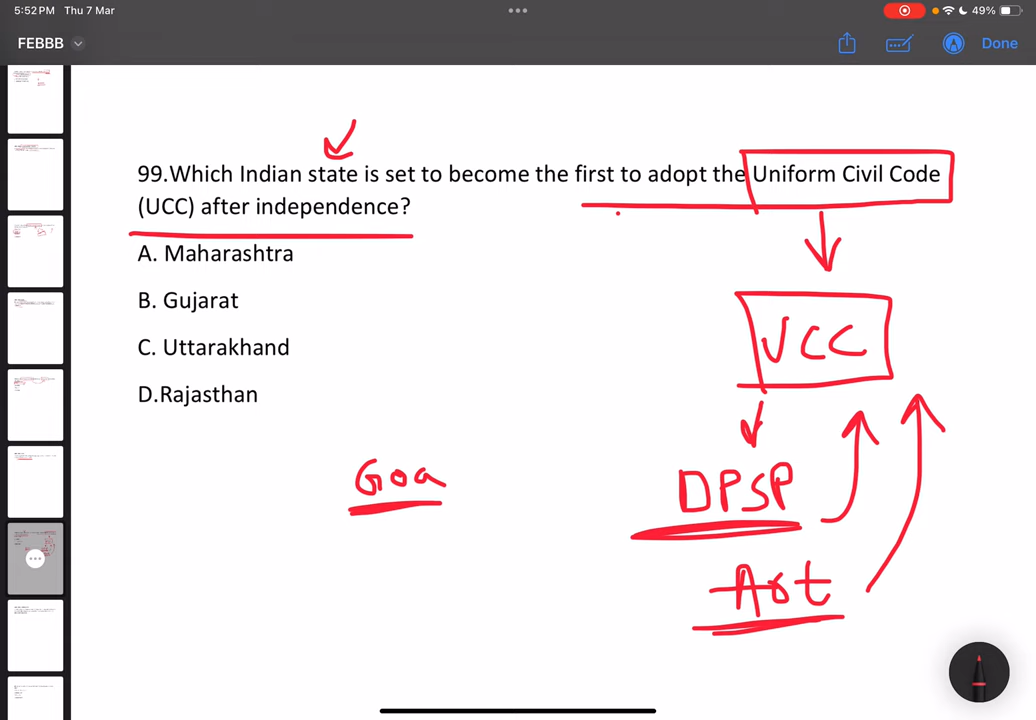 5:52 PM Thu 7 Mar
49%
FEBBB
Done
99.Which Indian state is set to become the first to adopt the Uniform Civil Code
(UCC) after independence?
A. Maharashtra
B. Gujarat
C. Uttarakhand
D.Rajasthan
UCC
Goa
DPSP
Art